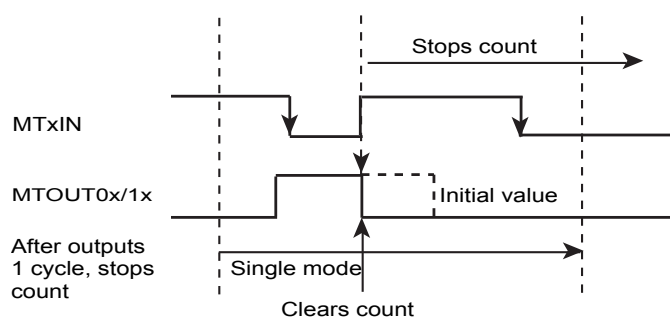 Stops count
MTxIN
MTOUT0x/1x
Initial value
After outputs
1 cycle, stops
count
Single mode
Clears count